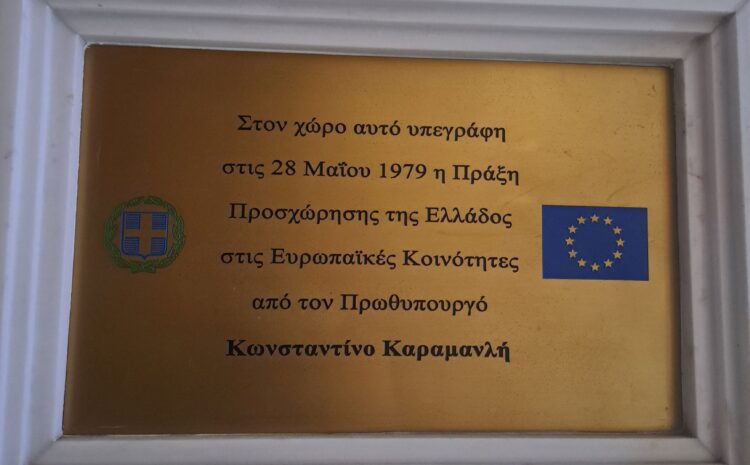 Στον χώρο αυτό υπεγράφη
στις 28 Μαΐου 1979 η Πράξη
Προσχώρησης της Ελλάδος
στις Ευρωπαϊκές Κοινότητες
από τον Πρωθυπουργό
Κωνσταντίνο Καραμανλή